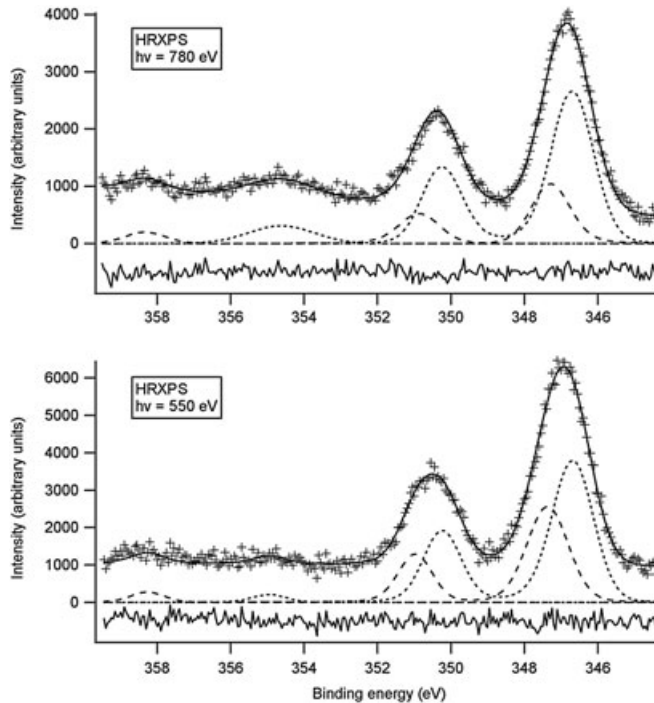 4000
3000
2000
1000
0
Intensity (arbitrary units)
HRXPS
hν = 780 eV
358 356 354 352 350 348 346
6000
5000
4000
3000
2000
1000
0
Intensity (arbitrary units)
HRXPS
hν = 550 eV
358 356 354 352 350 348 346
Binding energy (eV)